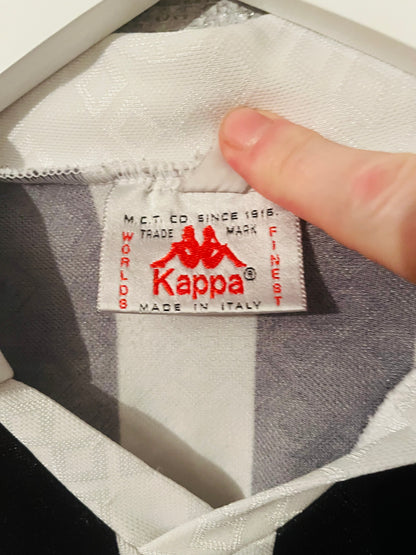 M.C.T. CO SINCE 1916.
TRADE MARK
WORLDS
FINEST
Kappa®
MADE IN ITALY